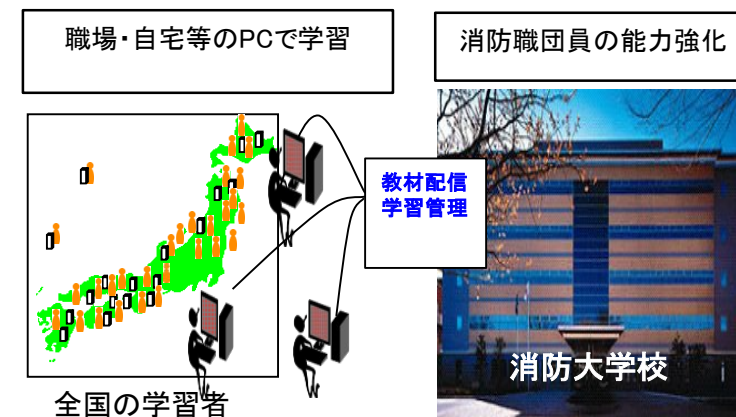 職場・自宅等のPCで学習
消防職団員の能力強化
教材配信
学習管理
消防大学校
全国の学習者